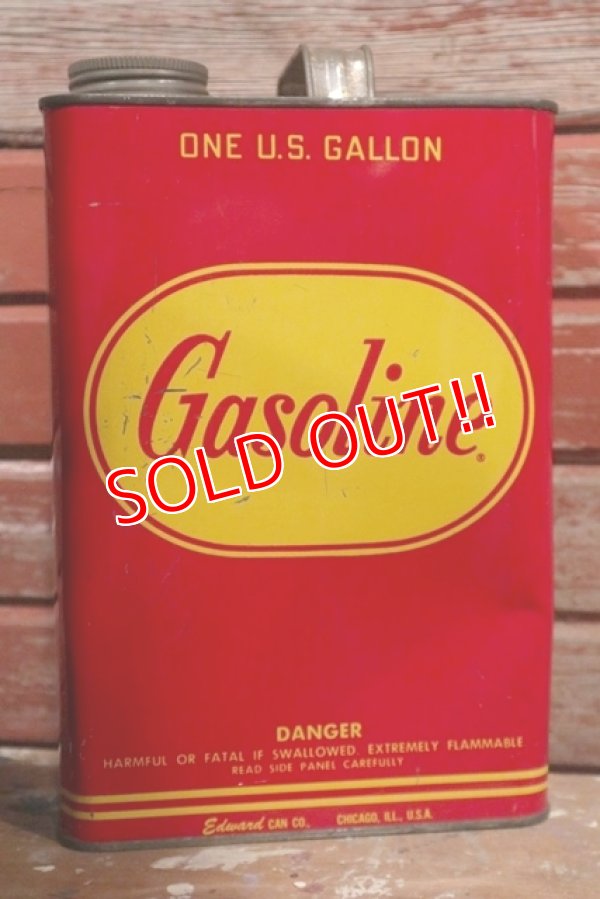 ONE U.S. GALLON
Gasoline®
SOLD OUT!!
DANGER
HARMFUL OR FATAL IF SWALLOWED. EXTREMELY FLAMMABLE
READ SIDE PANEL CAREFULLY
Edward CAN CO., CHICAGO, ILL., U.S.A.